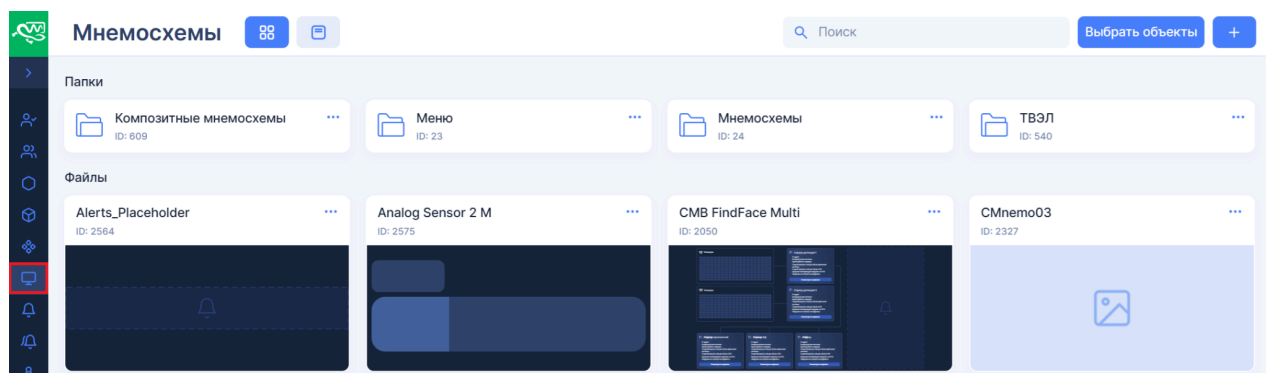 Мнемосхемы
Поиск
Выбрать объекты
+
Папки
Композитные мнемосхемы
ID: 609
Меню
ID: 23
Мнемосхемы
ID: 24
ТВЭЛ
ID: 540
Файлы
Alerts_Placeholder
ID: 2564
Analog Sensor 2 M
ID: 2575
CMB FindFace Multi
ID: 2050
CMnemo03
ID: 2327